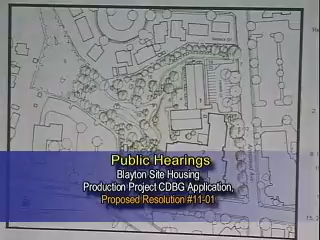 Public Hearings
Blayton Site Housing
Production Project CDBG Application,
Proposed Resolution #11-01